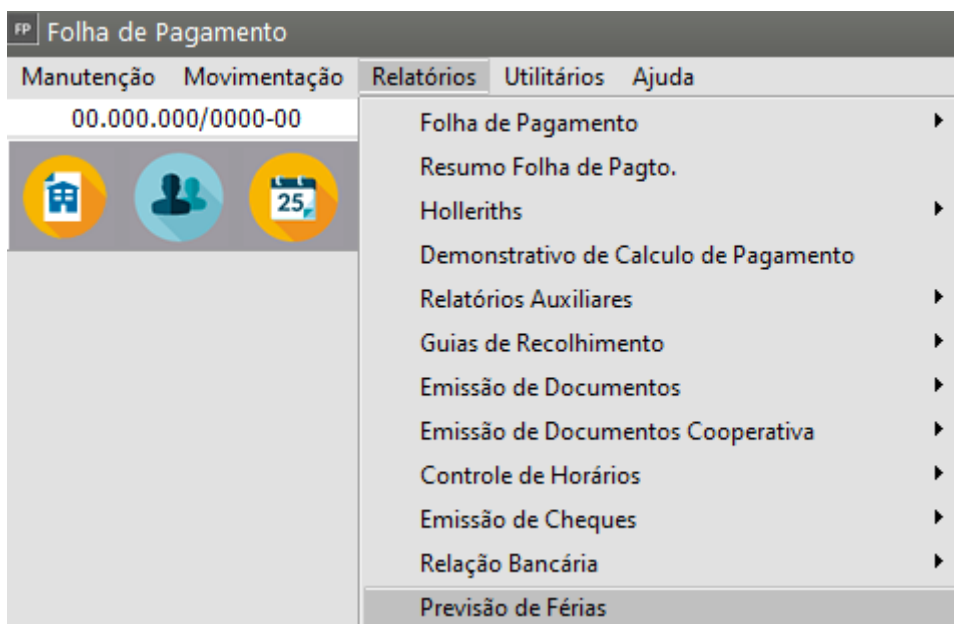 FP Folha de Pagamento
Manutenção Movimentação Relatórios Utilitários Ajuda
00.000.000/0000-00
25
Folha de Pagamento
Resumo Folha de Pagto.
Holleriths
Demonstrativo de Calculo de Pagamento
Relatórios Auxiliares
Guias de Recolhimento
Emissão de Documentos
Emissão de Documentos Cooperativa
Controle de Horários
Emissão de Cheques
Relação Bancária
Previsão de Férias